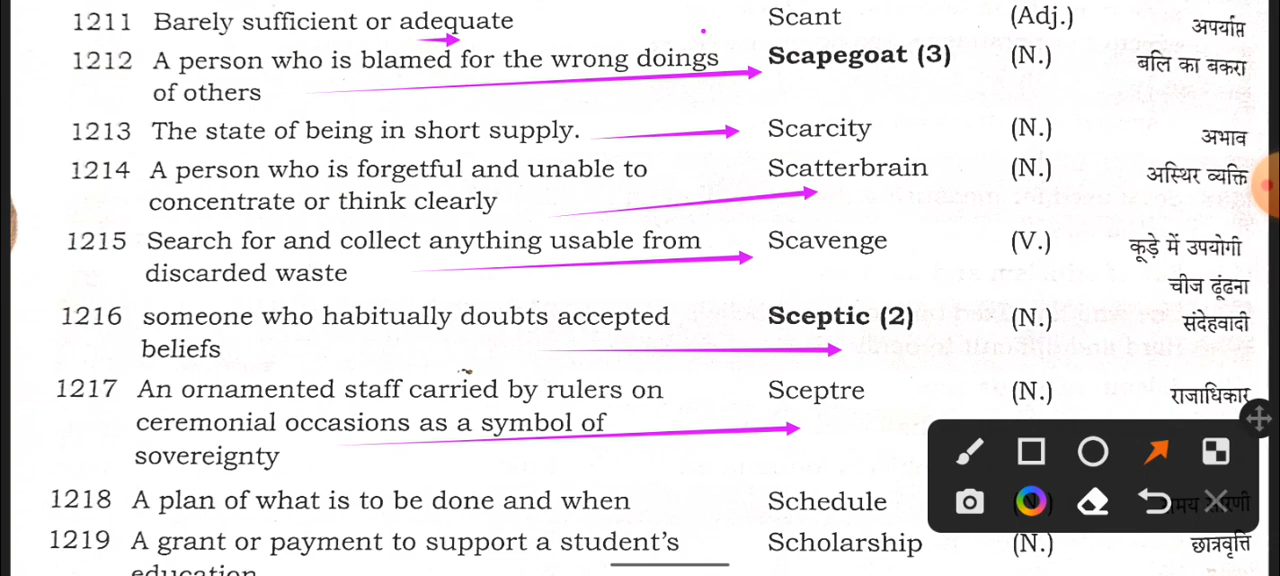 1211 Barely sufficient or adequate Scant (Adj.) अपर्याप्त
1212 A person who is blamed for the wrong doings Scapegoat (3) (N.) बलि का बकरा
of others
1213 The state of being in short supply. Scarcity (N.) अभाव
1214 A person who is forgetful and unable to Scatterbrain (N.) अस्थिर व्यक्ति
concentrate or think clearly
1215 Search for and collect anything usable from Scavenge (V.) कूड़े में उपयोगी
discarded waste चीज ढूंढना
1216 someone who habitually doubts accepted Sceptic (2) (N.) संदेहवादी
beliefs
1217 An ornamented staff carried by rulers on Sceptre (N.) राजाधिकार
ceremonial occasions as a symbol of
sovereignty
1218 A plan of what is to be done and when Schedule
1219 A grant or payment to support a student's Scholarship (N.) छात्रवृत्ति
education